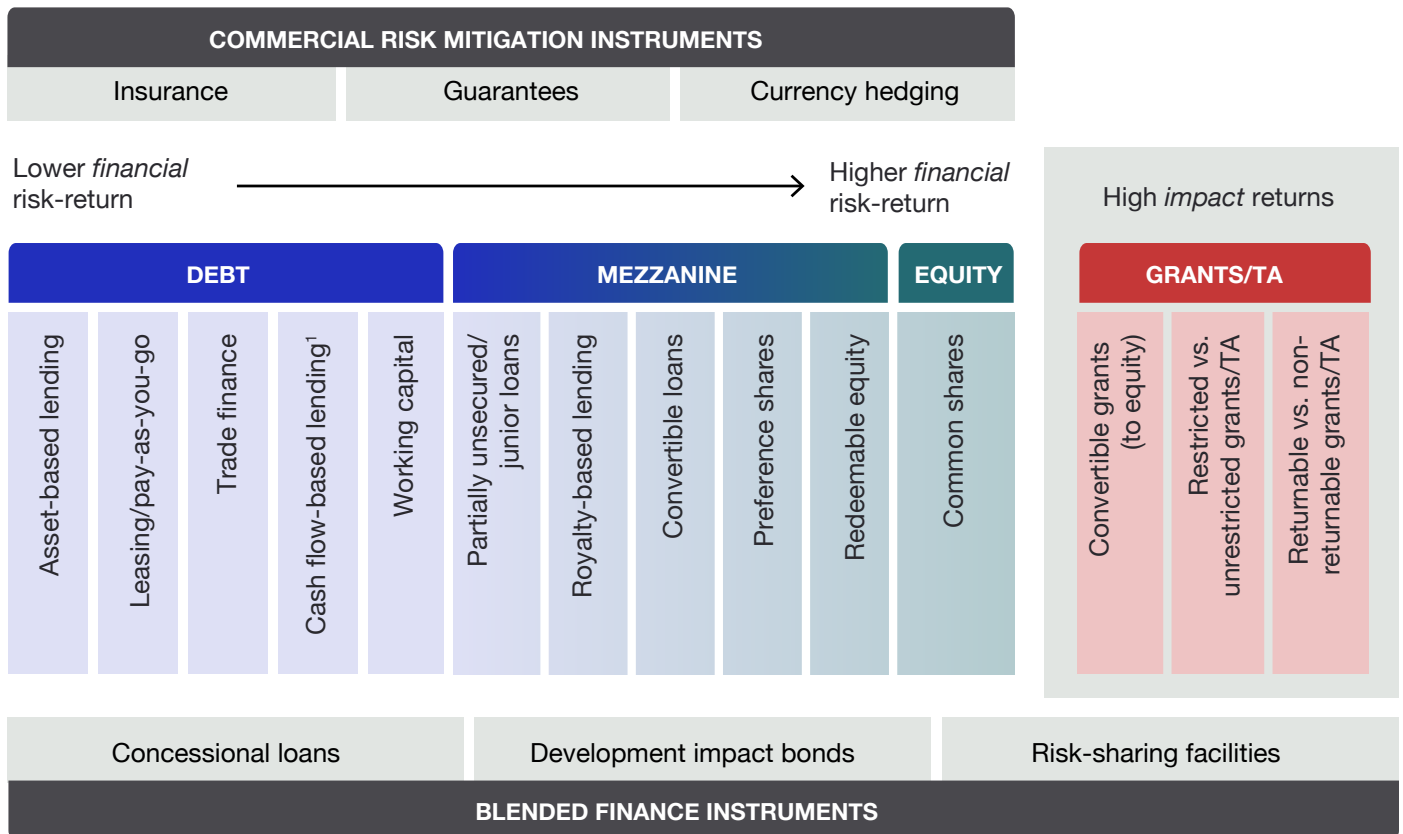 COMMERCIAL RISK MITIGATION INSTRUMENTS
Insurance
Guarantees
Currency hedging
Lower financial
risk-return
Higher financial
risk-return
High impact returns
DEBT
MEZZANINE
EQUITY
GRANTS/TA
Asset-based lending
Leasing/pay-as-you-go
Trade finance
Cash flow-based lending¹
Working capital
Partially unsecured/
junior loans
Royalty-based lending
Convertible loans
Preference shares
Redeemable equity
Common shares
Convertible grants
(to equity)
Restricted vs.
unrestricted grants/TA
Returnable vs. non-
returnable grants/TA
Concessional loans
Development impact bonds
Risk-sharing facilities
BLENDED FINANCE INSTRUMENTS